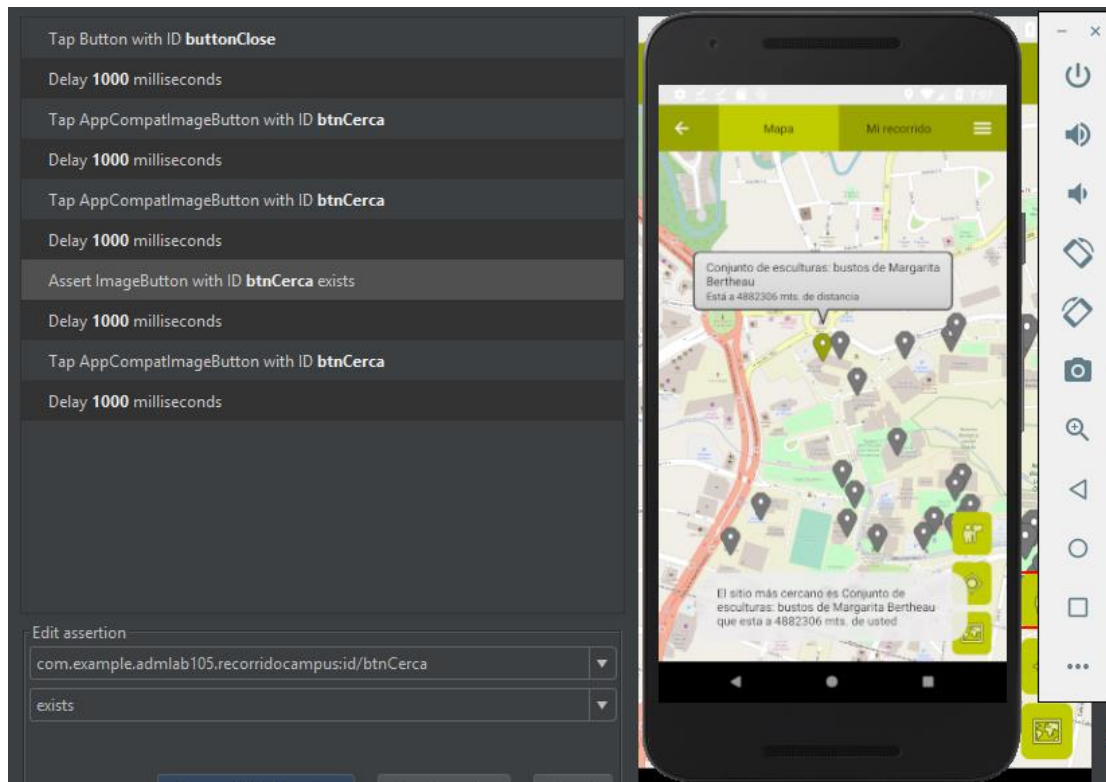 Tap Button with ID buttonClose
Delay 1000 milliseconds
Tap AppCompatImageButton with ID btnCerca
Delay 1000 milliseconds
Tap AppCompatImageButton with ID btnCerca
Delay 1000 milliseconds
Assert ImageButton with ID btnCerca exists
Delay 1000 milliseconds
Tap AppCompatImageButton with ID btnCerca
Delay 1000 milliseconds
Edit assertion
com.example.admlab105.recorridocampus:id/btnCerca
exists
7:07
Mapa
Mi recorrido
Conjunto de esculturas: bustos de Margarita
Bertheau
Está a 4882306 mts. de distancia
El sitio más cercano es Conjunto de
esculturas: bustos de Margarita Bertheau
que esta a 4882306 mts. de usted